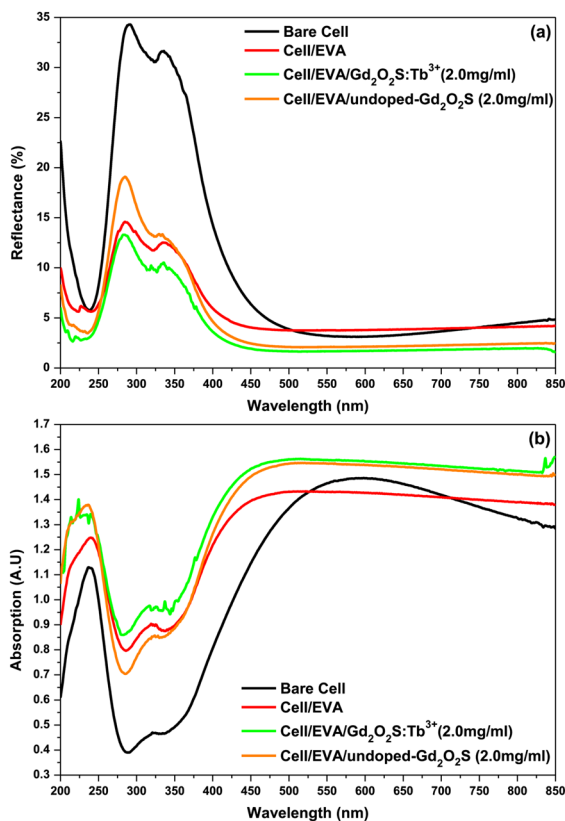 (a)
Bare Cell
Cell/EVA
Cell/EVA/Gd₂O₂S:Tb³⁺(2.0mg/ml)
Cell/EVA/undoped-Gd₂O₂S (2.0mg/ml)
35
30
25
20
15
10
5
0
Reflectance (%)
200 250 300 350 400 450 500 550 600 650 700 750 800 850
Wavelength (nm)
(b)
1.7
1.6
1.5
1.4
1.3
1.2
1.1
1.0
0.9
0.8
0.7
0.6
0.5
0.4
0.3
Absorption (A.U)
Bare Cell
Cell/EVA
Cell/EVA/Gd₂O₂S:Tb³⁺(2.0mg/ml)
Cell/EVA/undoped-Gd₂O₂S (2.0mg/ml)
200 250 300 350 400 450 500 550 600 650 700 750 800 850
Wavelength (nm)